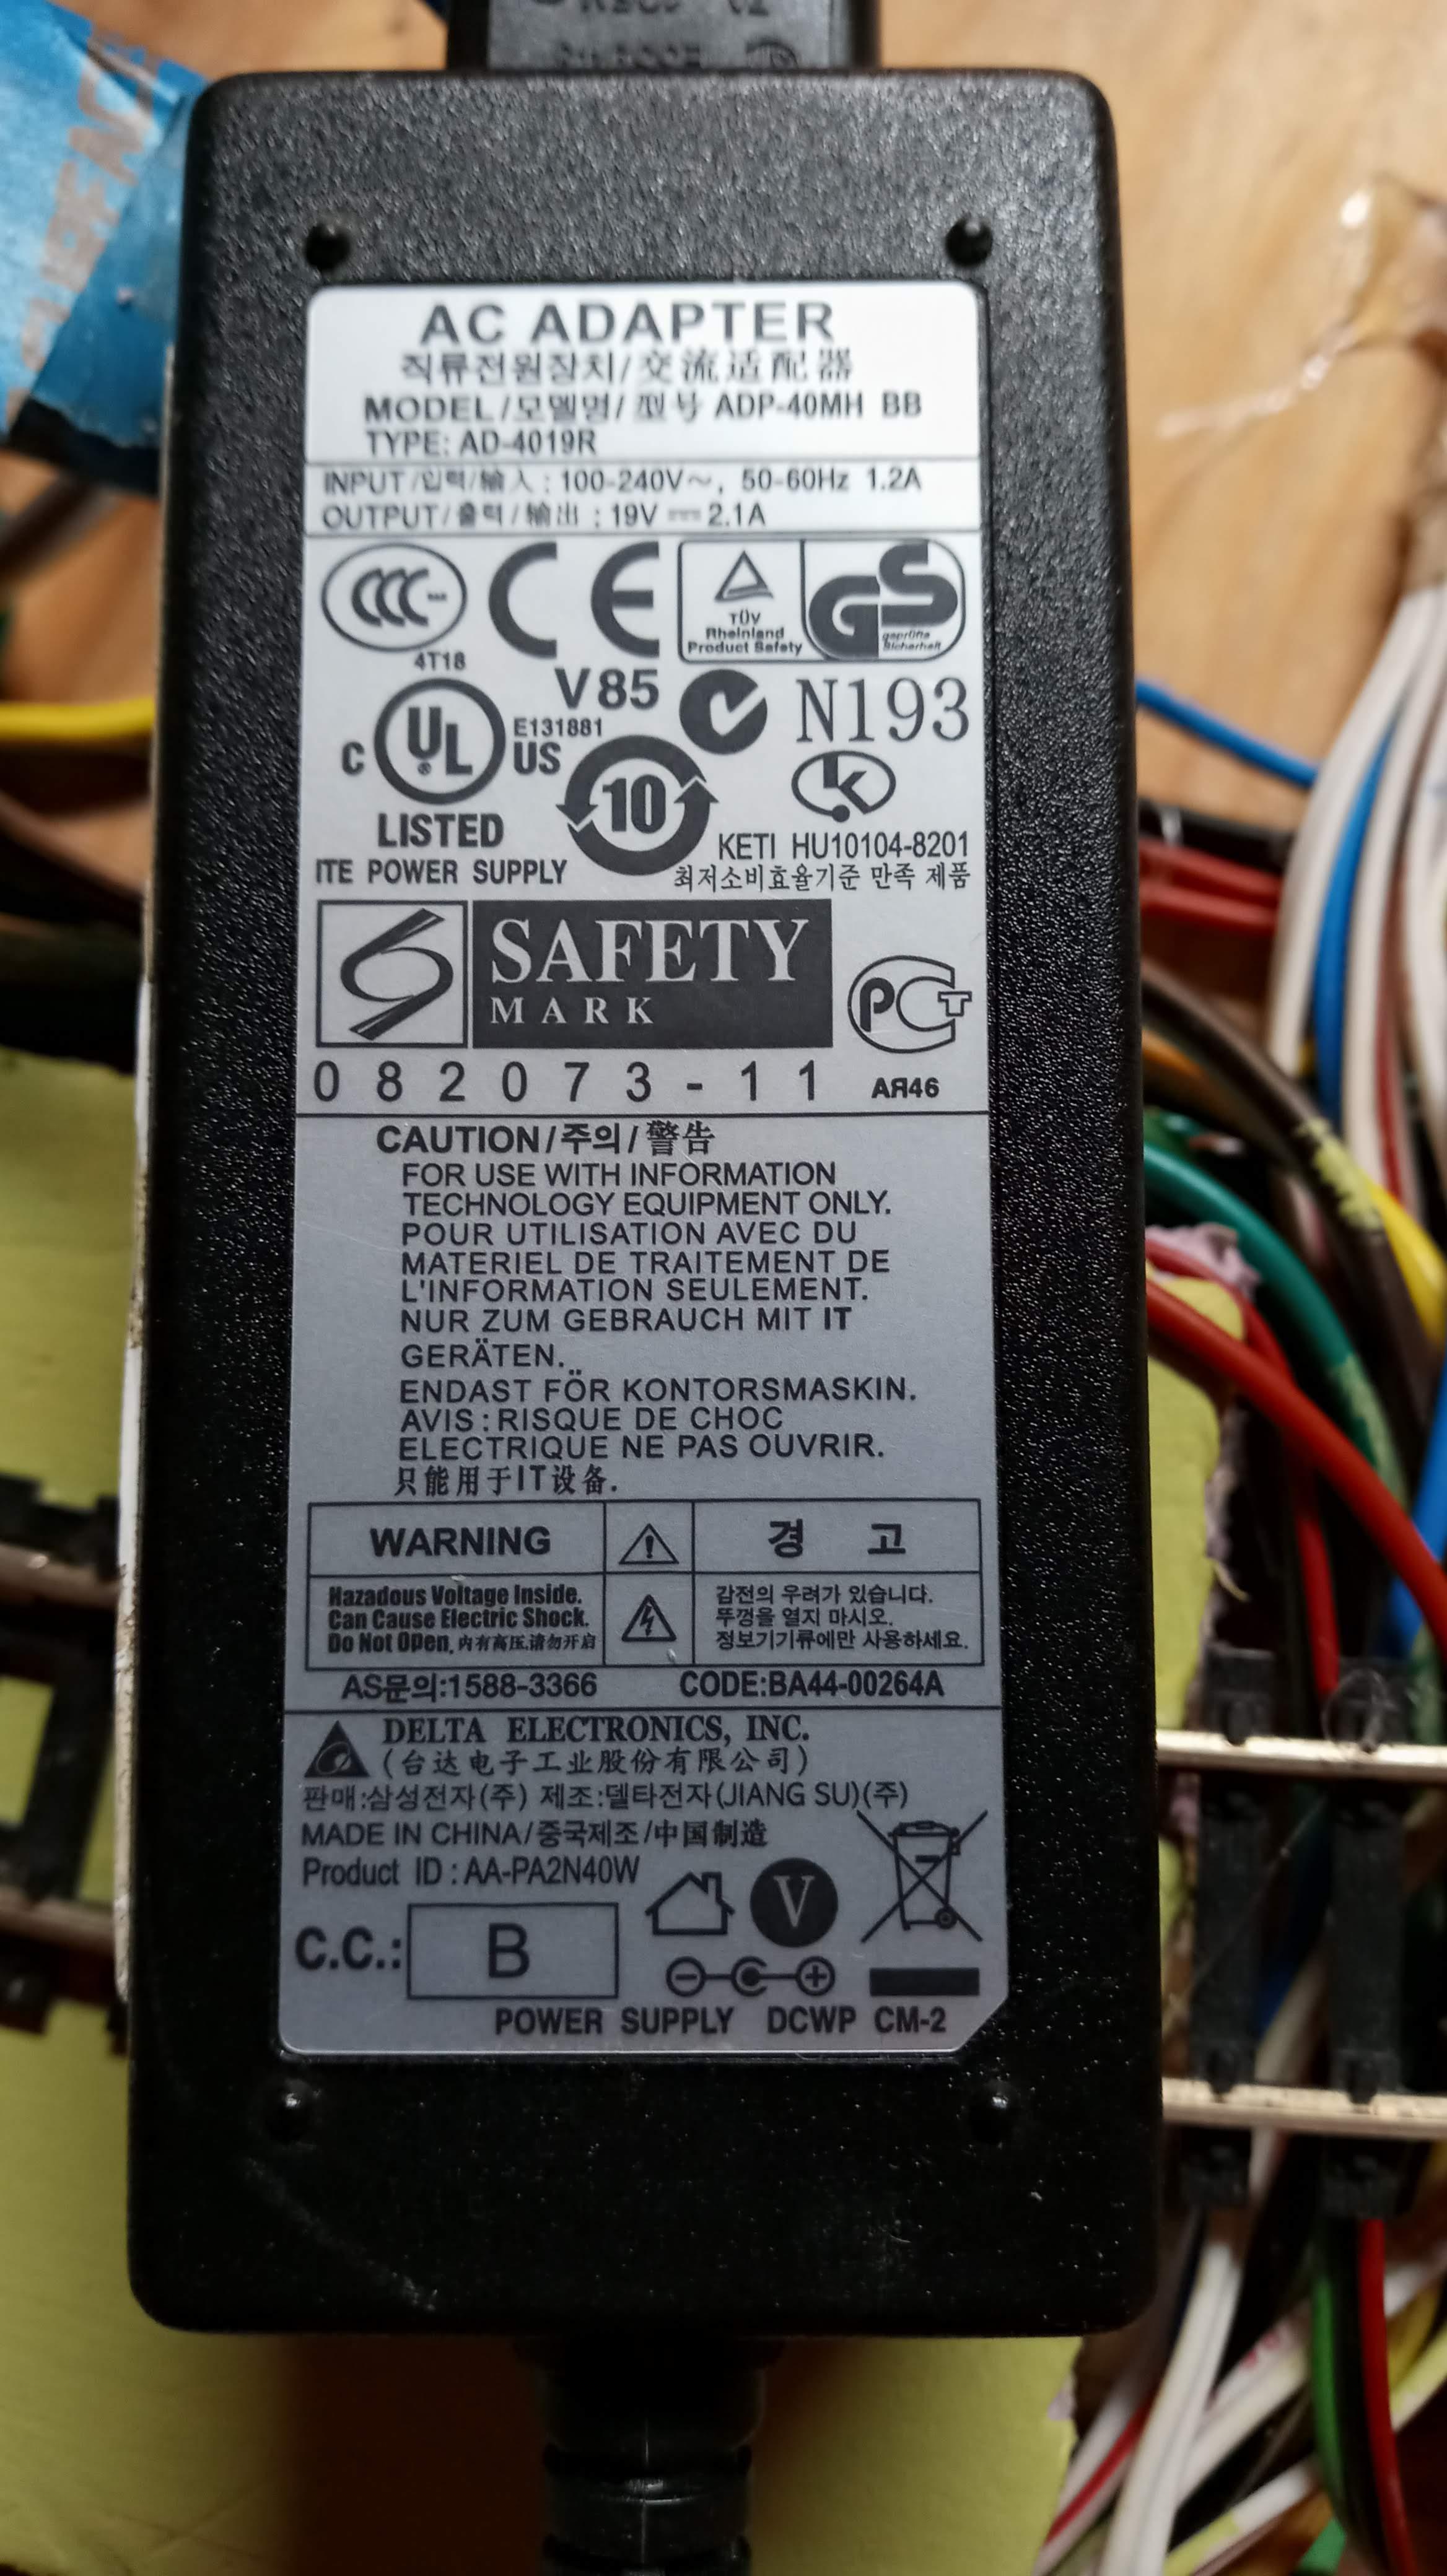 AC ADAPTER
직류전원장치/交流适配器
MODEL/모델명/型号 ADP-40MH BB
TYPE: AD-4019R
INPUT/입력/输入: 100-240V~, 50-60Hz 1.2A
OUTPUT/출력/输出: 19V ⎓ 2.1A
CCC CE TÜV Rheinland Product Safety GS geprüfte Sicherheit
4T18
V85 N193
C UL US E131881
LISTED 10 K
KETI HU10104-8201
ITE POWER SUPPLY
최저소비효율기준 만족 제품
SAFETY
MARK
PCT
082073-11 AЯ46
CAUTION/주의/警告
FOR USE WITH INFORMATION
TECHNOLOGY EQUIPMENT ONLY.
POUR UTILISATION AVEC DU
MATERIEL DE TRAITEMENT DE
L'INFORMATION SEULEMENT.
NUR ZUM GEBRAUCH MIT IT
GERÄTEN.
ENDAST FÖR KONTORSMASKIN.
AVIS: RISQUE DE CHOC
ELECTRIQUE NE PAS OUVRIR.
只能用于IT设备.
WARNING 경 고
Hazadous Voltage Inside.
Can Cause Electric Shock.
Do Not Open, 内有高压,请勿开启
감전의 우려가 있습니다.
뚜껑을 열지 마시오.
정보기기류에만 사용하세요.
AS문의:1588-3366 CODE:BA44-00264A
DELTA ELECTRONICS, INC.
(台达电子工业股份有限公司)
판매:삼성전자(주) 제조:델타전자(JIANG SU)(주)
MADE IN CHINA/중국제조/中国制造
Product ID : AA-PA2N40W
V
C.C.: B
POWER SUPPLY DCWP CM-2